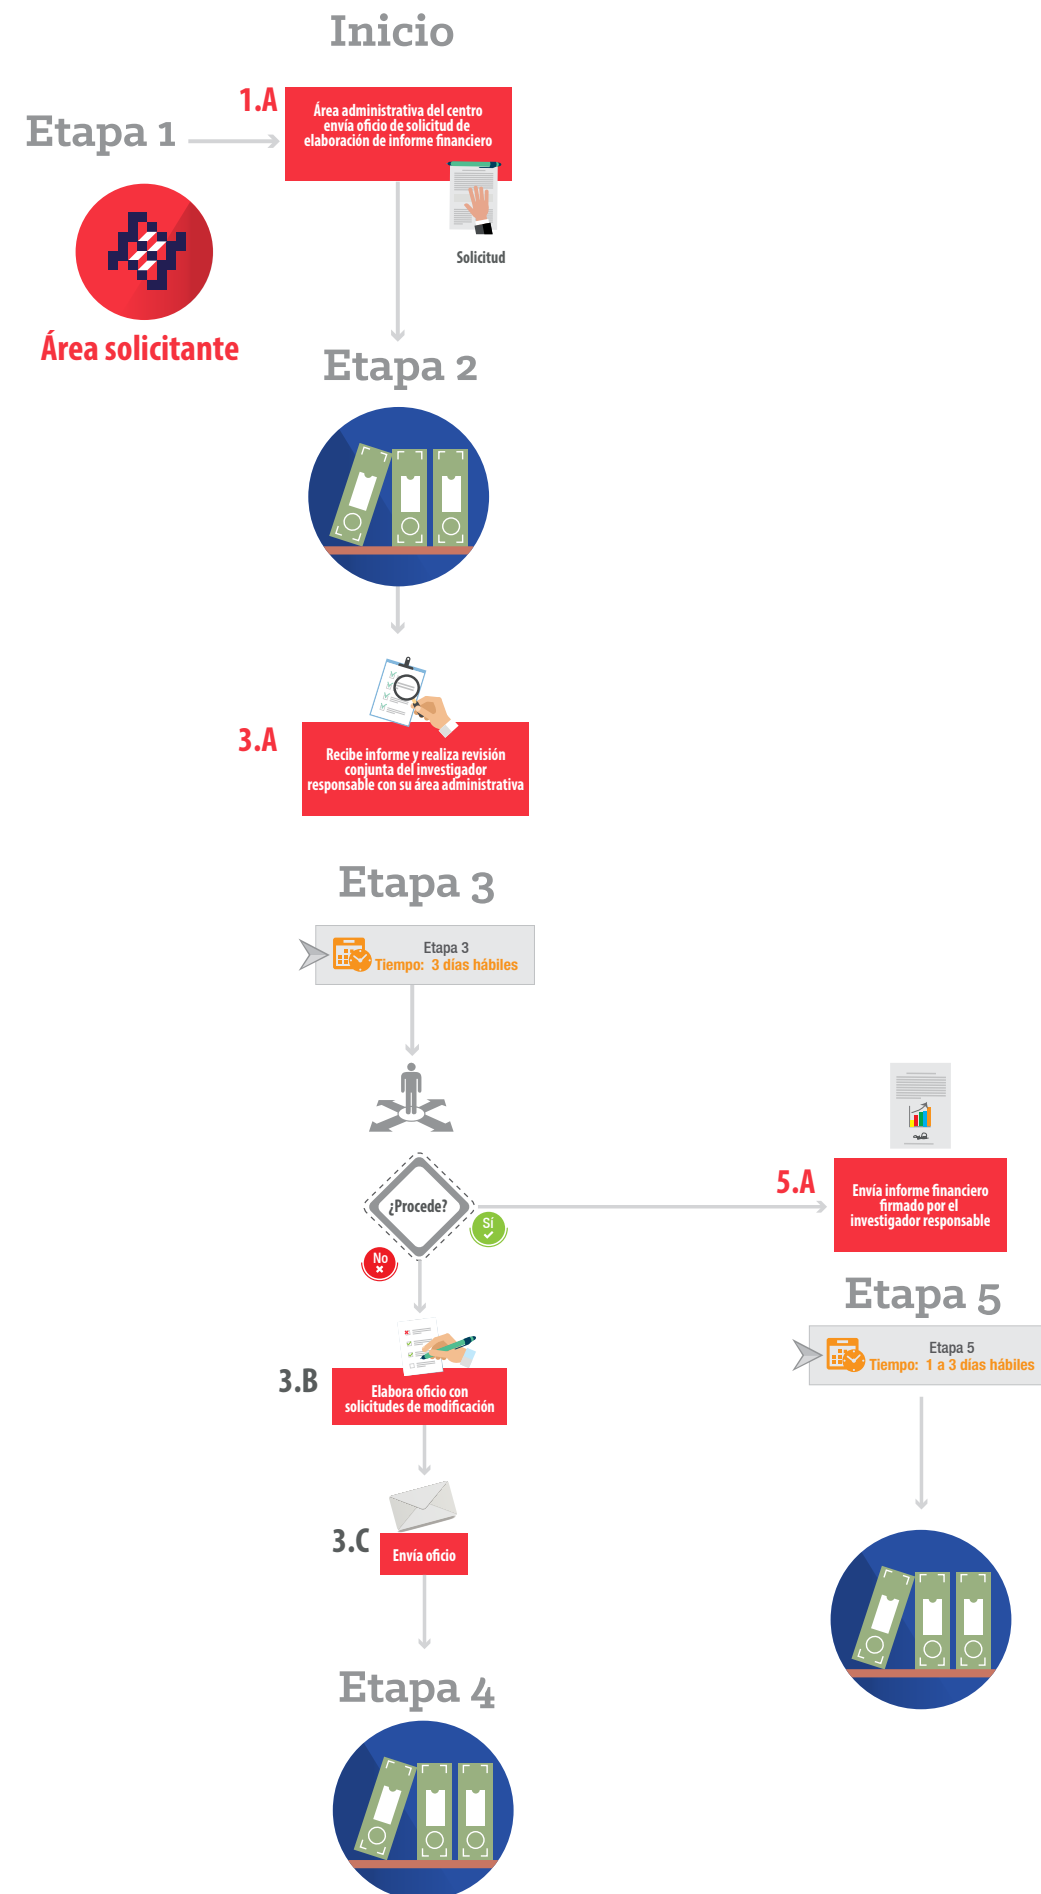 Inicio
1.A
Área administrativa del centro
envía oficio de solicitud de
elaboración de informe financiero
Etapa 1
Solicitud
Área solicitante
Etapa 2
3.A
Recibe informe y realiza revisión
conjunta del investigador
responsable con su área administrativa
Etapa 3
Etapa 3
Tiempo: 3 días hábiles
¿Procede?
Sí
No
5.A
Envía informe financiero
firmado por el
investigador responsable
Etapa 5
Etapa 5
Tiempo: 1 a 3 días hábiles
3.B
Elabora oficio con
solicitudes de modificación
3.C
Envía oficio
Etapa 4